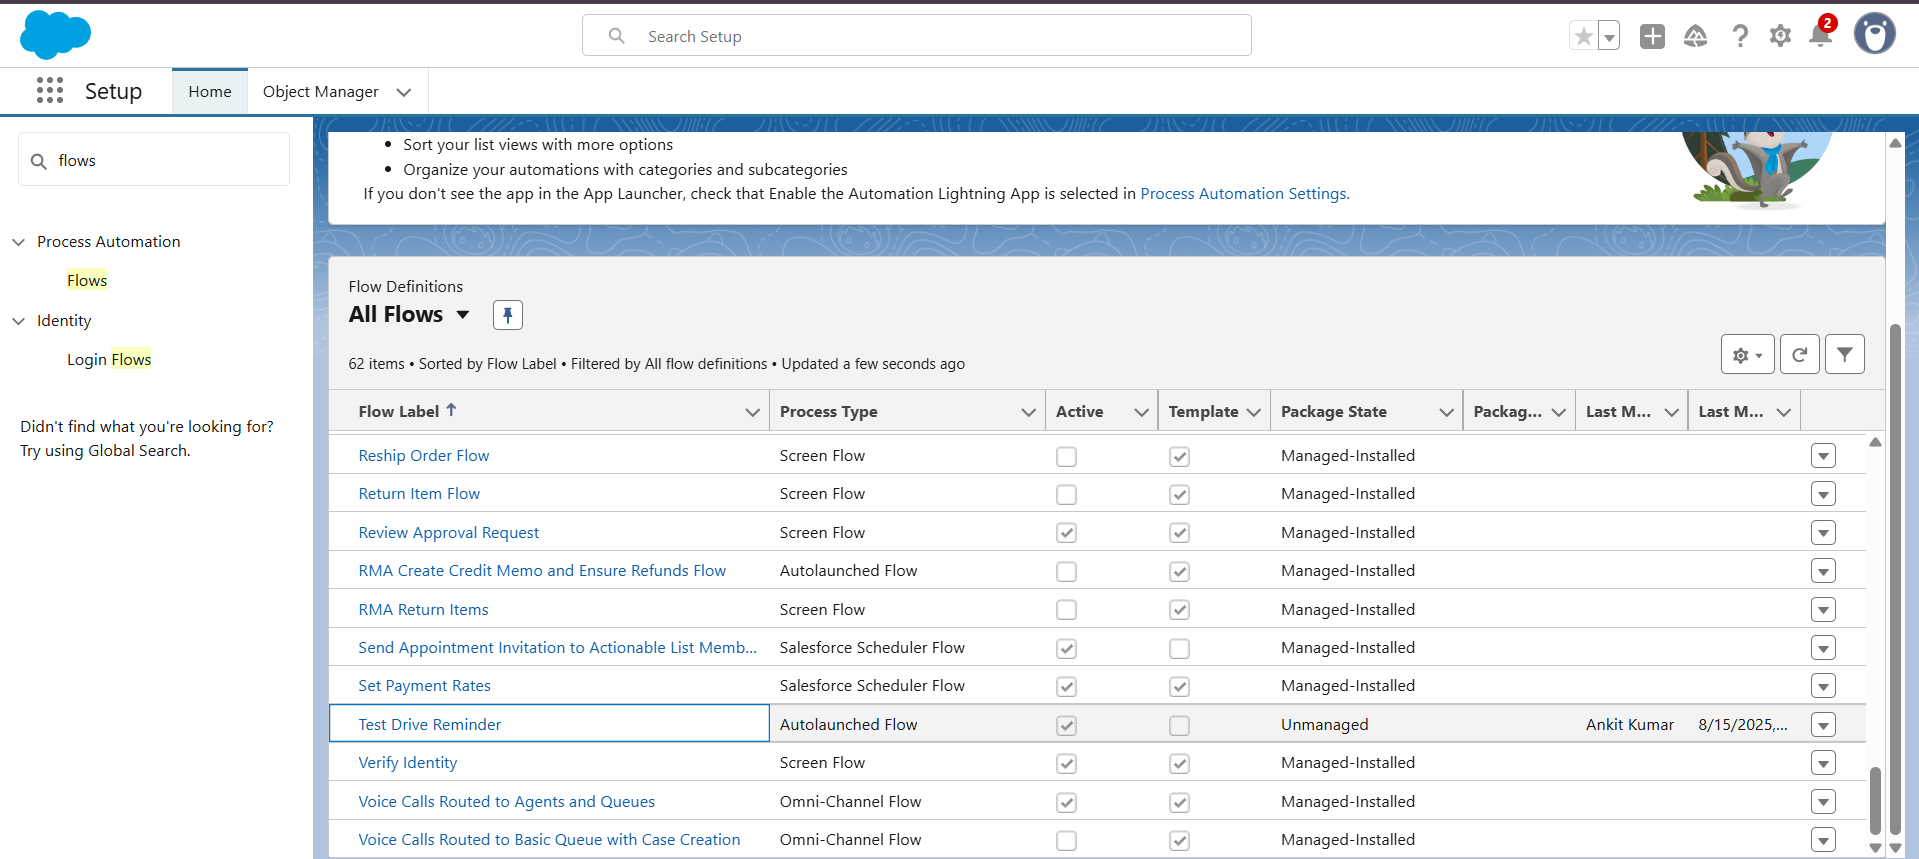 Search Setup
2
Setup
Home
Object Manager
flows
Process Automation
Flows
Identity
Login Flows
Didn't find what you're looking for?
Try using Global Search.
Sort your list views with more options
Organize your automations with categories and subcategories
If you don't see the app in the App Launcher, check that Enable the Automation Lightning App is selected in Process Automation Settings.
Flow Definitions
All Flows
62 items • Sorted by Flow Label • Filtered by All flow definitions • Updated a few seconds ago
Flow Label Process Type Active Template Package State Packag... Last M... Last M...
Reship Order Flow Screen Flow Managed-Installed
Return Item Flow Screen Flow Managed-Installed
Review Approval Request Screen Flow Managed-Installed
RMA Create Credit Memo and Ensure Refunds Flow Autolaunched Flow Managed-Installed
RMA Return Items Screen Flow Managed-Installed
Send Appointment Invitation to Actionable List Memb... Salesforce Scheduler Flow Managed-Installed
Set Payment Rates Salesforce Scheduler Flow Managed-Installed
Test Drive Reminder Autolaunched Flow Unmanaged Ankit Kumar 8/15/2025,...
Verify Identity Screen Flow Managed-Installed
Voice Calls Routed to Agents and Queues Omni-Channel Flow Managed-Installed
Voice Calls Routed to Basic Queue with Case Creation Omni-Channel Flow Managed-Installed